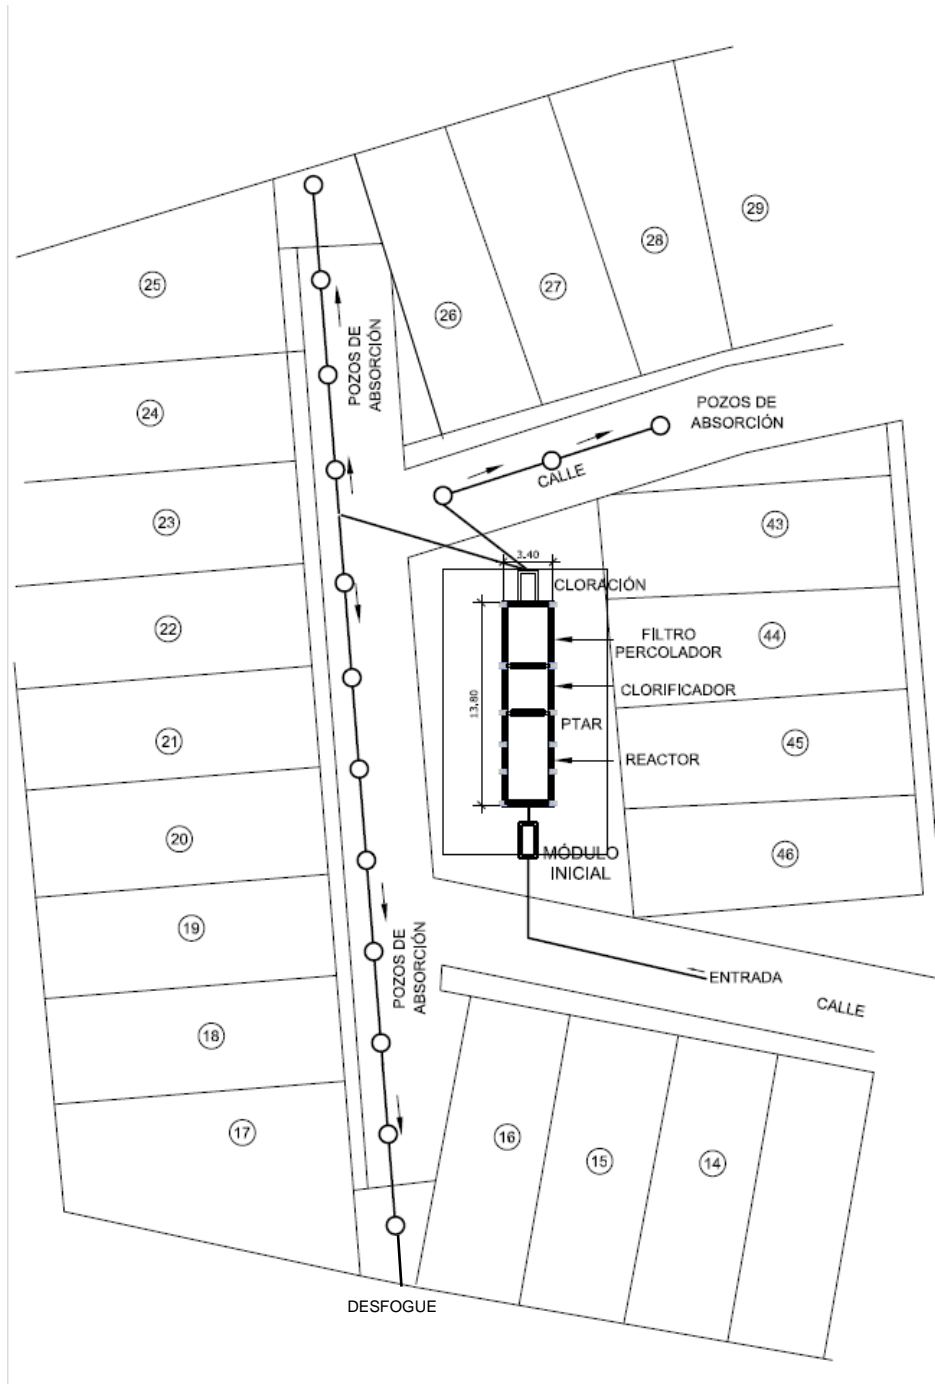 29
28
27
26
25
POZOS DE
ABSORCIÓN
24
POZOS DE
ABSORCIÓN
CALLE
23
43
3.40
CLORACIÓN
22
FILTRO
PERCOLADOR
44
CLORIFICADOR
13.80
PTAR
21
45
REACTOR
20
MÓDULO
INICIAL
46
19
POZOS DE
ABSORCIÓN
ENTRADA
CALLE
18
17
16
15
14
DESFOGUE